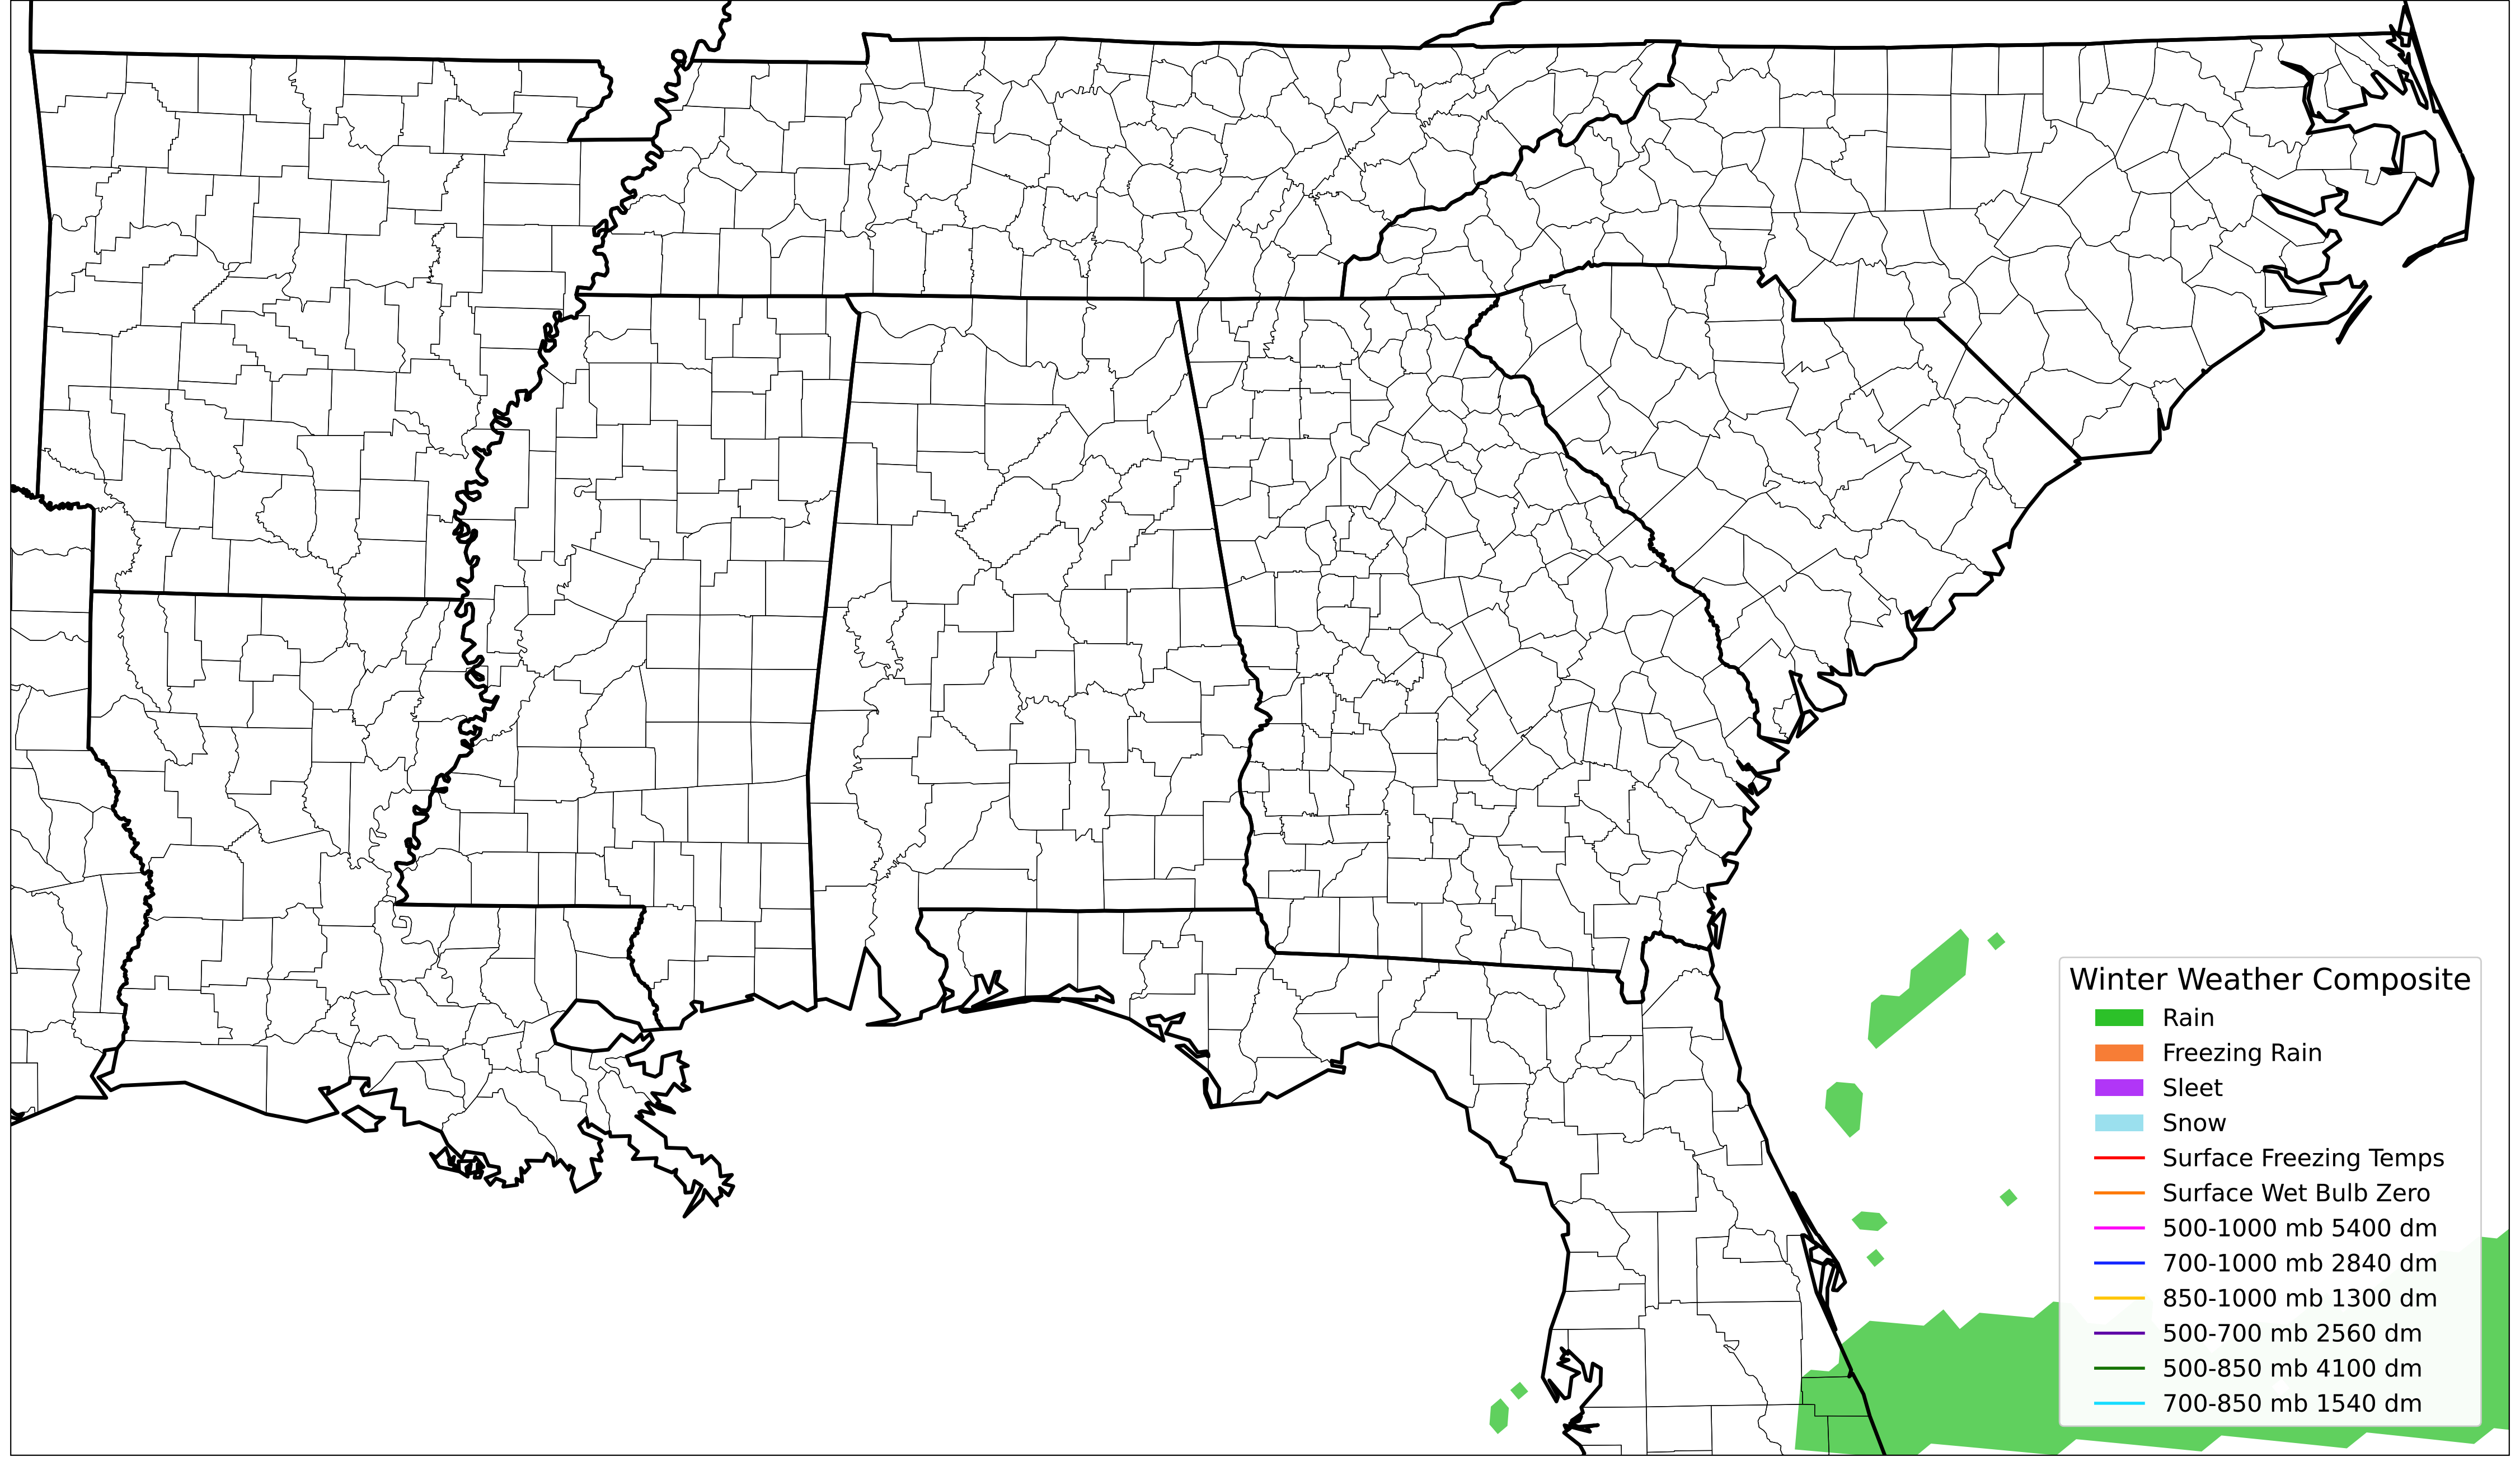 Winter Weather Composite
Rain
Freezing Rain
Sleet
Snow
Surface Freezing Temps
Surface Wet Bulb Zero
500-1000 mb 5400 dm
700-1000 mb 2840 dm
850-1000 mb 1300 dm
500-700 mb 2560 dm
500-850 mb 4100 dm
700-850 mb 1540 dm